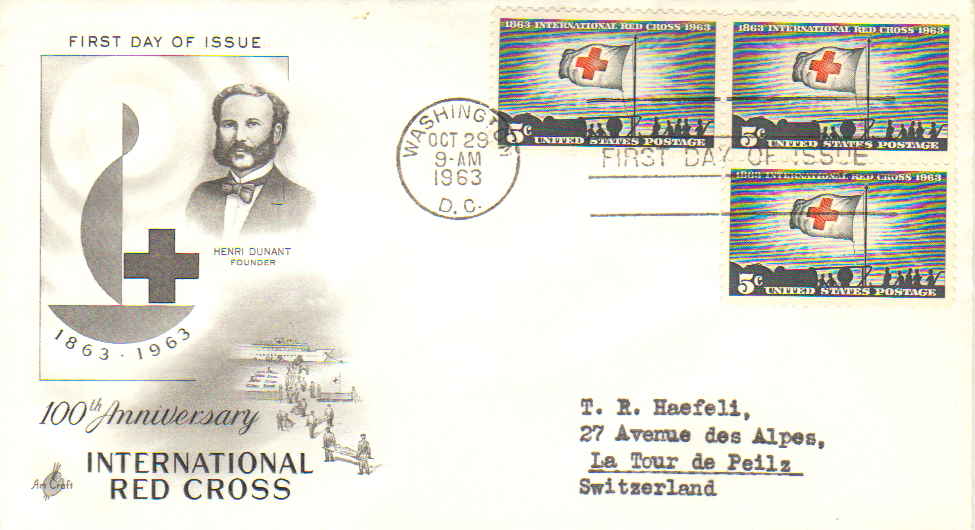 FIRST DAY OF ISSUE
HENRI DUNANT
FOUNDER
1863 · 1963
100th Anniversary
INTERNATIONAL
RED CROSS
Art Craft
WASHINGTON
OCT 29
9-AM
1963
D. C.
FIRST DAY OF ISSUE
1863 INTERNATIONAL RED CROSS 1963
5c
UNITED STATES POSTAGE
1863 INTERNATIONAL RED CROSS 1963
5c
UNITED STATES POSTAGE
1863 INTERNATIONAL RED CROSS 1963
5c
UNITED STATES POSTAGE
T. R. Haefeli,
27 Avenue des Alpes,
La Tour de Peilz
Switzerland